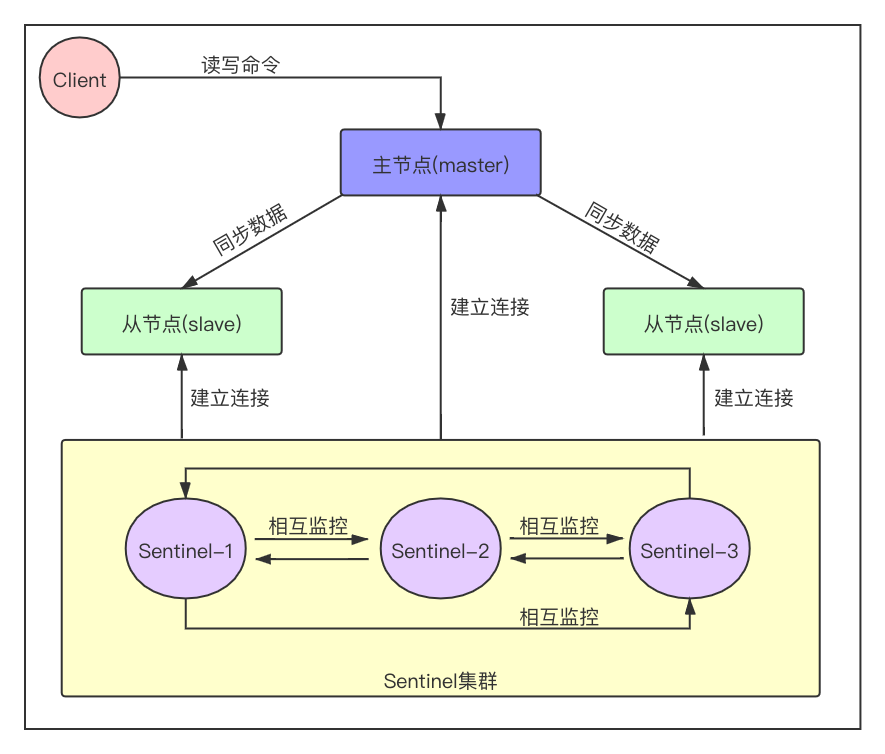 Client
读写命令
主节点(master)
同步数据
同步数据
从节点(slave)
建立连接
从节点(slave)
建立连接
建立连接
相互监控
相互监控
Sentinel-1
Sentinel-2
Sentinel-3
相互监控
Sentinel集群